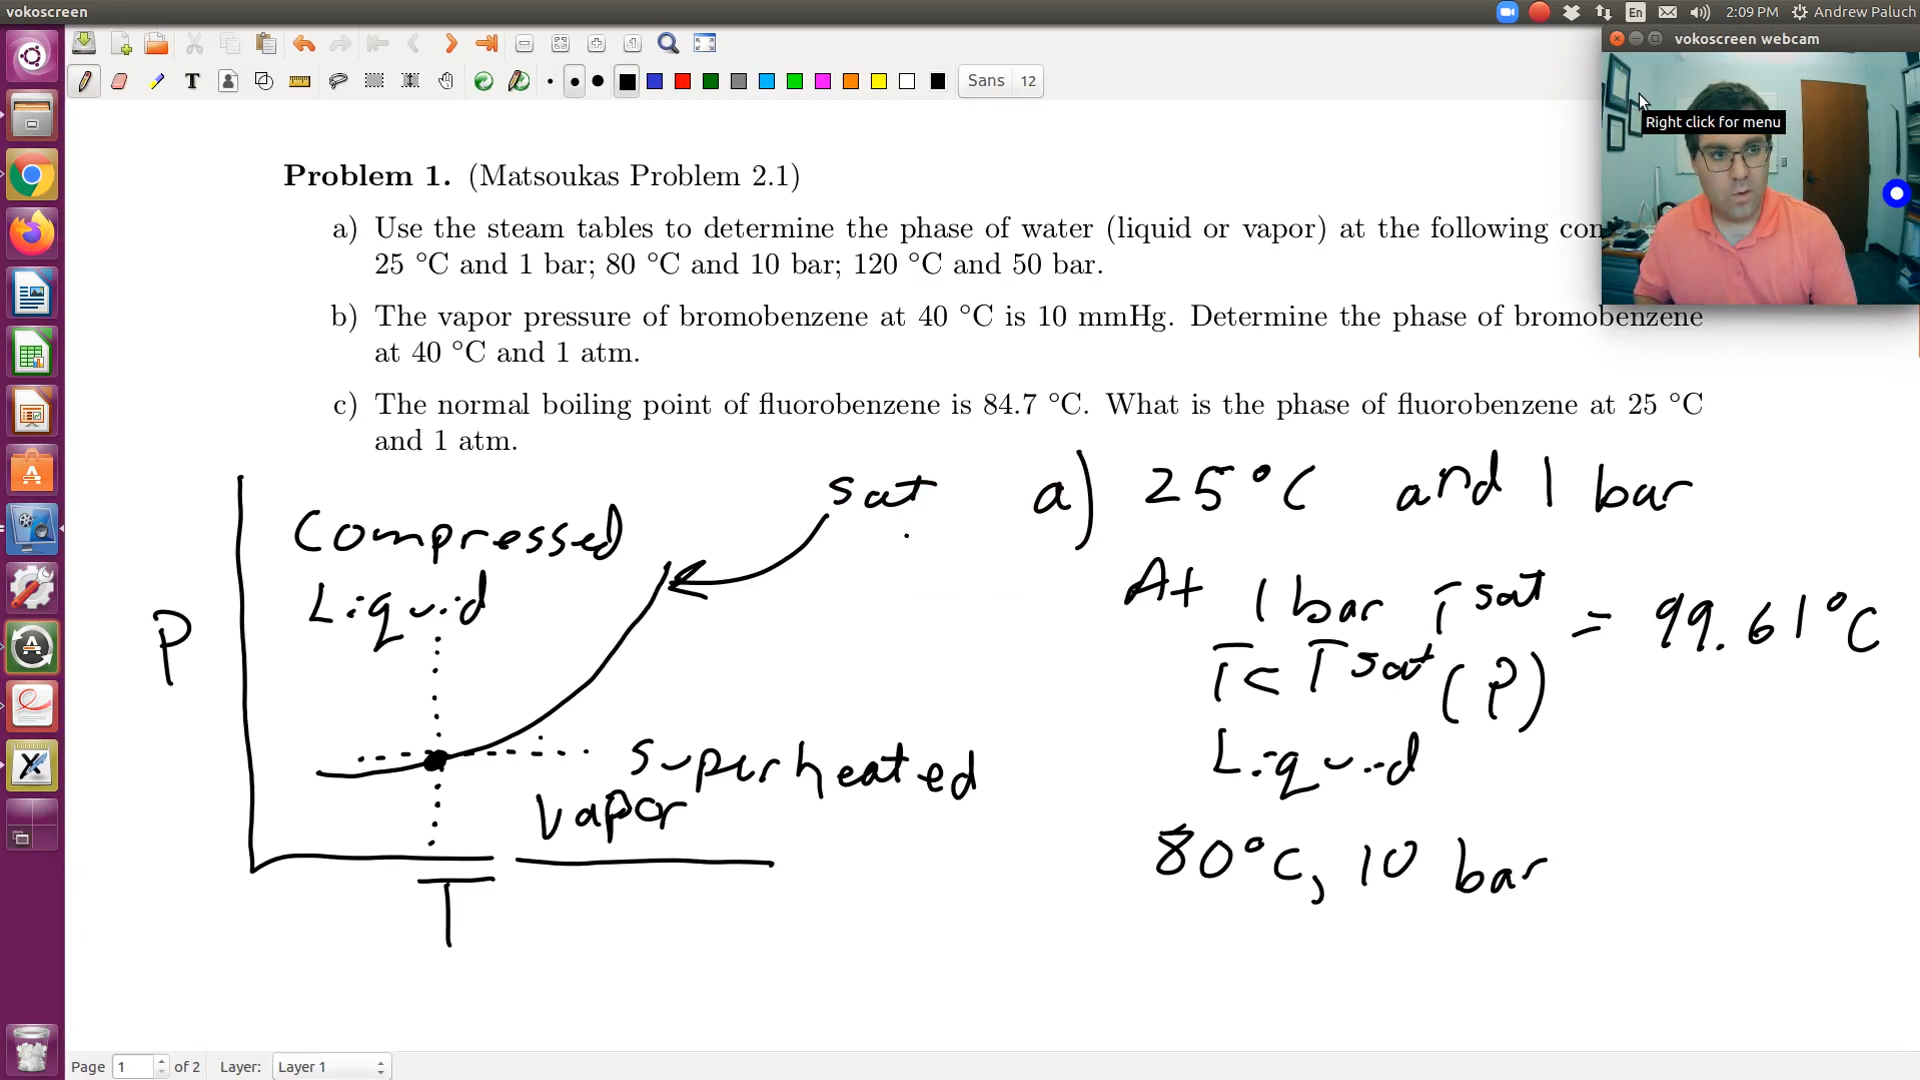 vokoscreen
En
2:09 PM
Andrew Paluch
vokoscreen webcam
Right click for menu
T
Sans 12
Problem 1. (Matsoukas Problem 2.1)
a) Use the steam tables to determine the phase of water (liquid or vapor) at the following con
25 °C and 1 bar; 80 °C and 10 bar; 120 °C and 50 bar.
b) The vapor pressure of bromobenzene at 40 °C is 10 mmHg. Determine the phase of bromobenzene
at 40 °C and 1 atm.
c) The normal boiling point of fluorobenzene is 84.7 °C. What is the phase of fluorobenzene at 25 °C
and 1 atm.
Compressed
Liquid
sat
P
Superheated
Vapor
T
a) 25°C and 1 bar
At 1 bar T^sat = 99.61°C
T < T^sat (P)
Liquid
80°C, 10 bar
Page 1 of 2 Layer: Layer 1